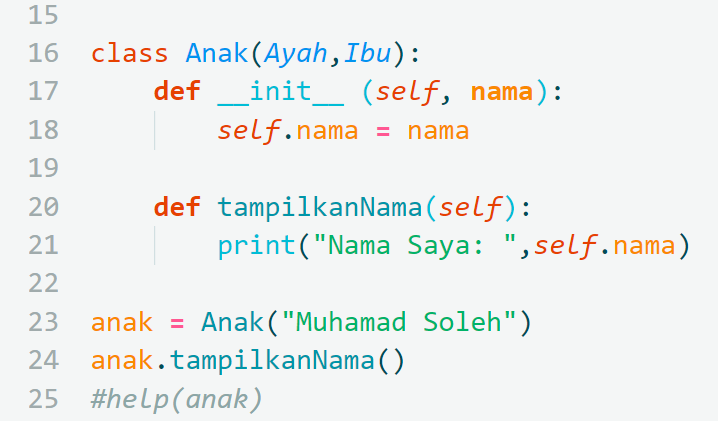 15
16 class Anak(Ayah,Ibu):
17     def __init__ (self, nama):
18         self.nama = nama
19
20     def tampilkanNama(self):
21         print("Nama Saya: ",self.nama)
22
23 anak = Anak("Muhamad Soleh")
24 anak.tampilkanNama()
25 #help(anak)